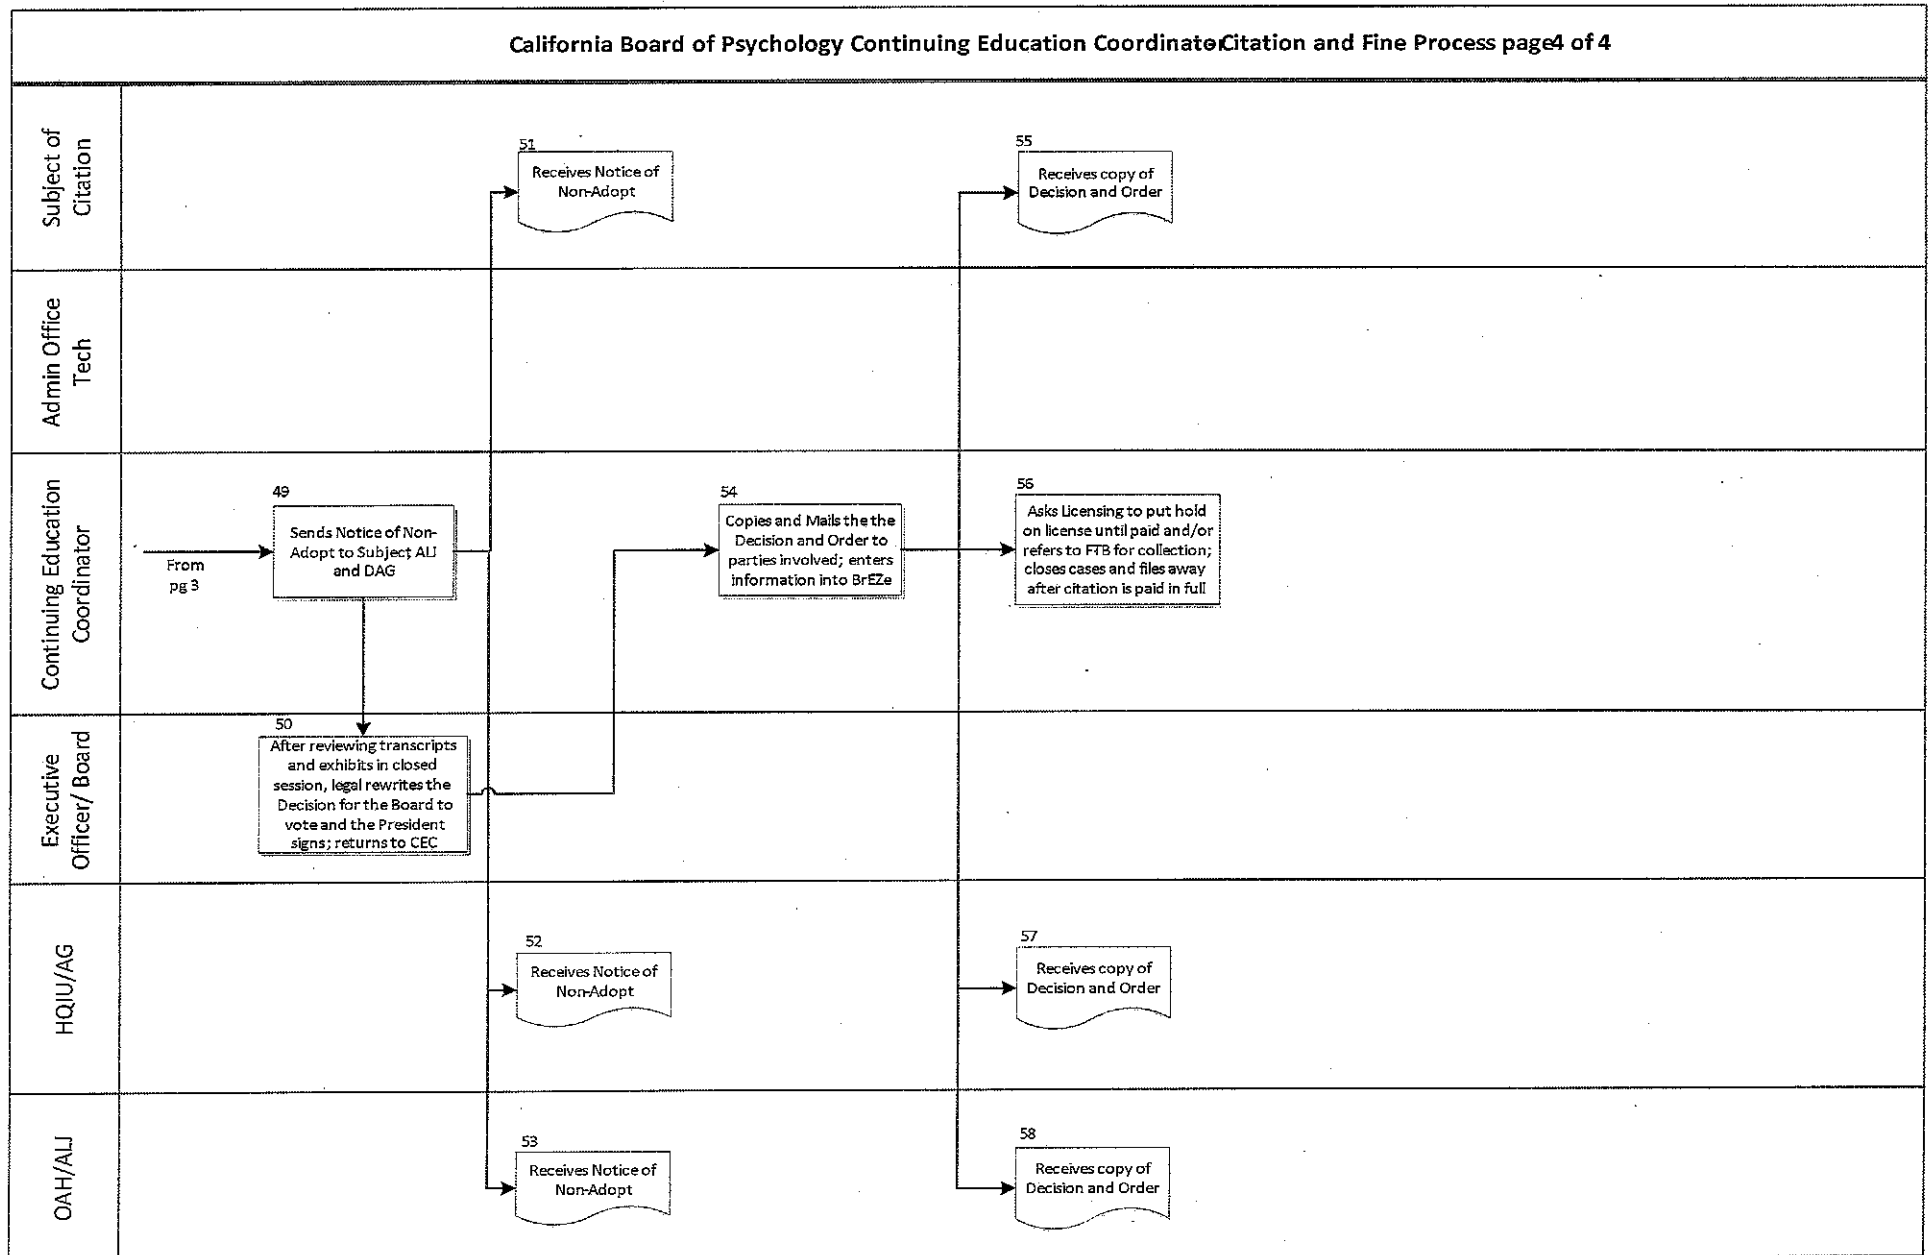 California Board of Psychology Continuing Education CoordinatorCitation and Fine Process page4 of 4
Subject of
Citation
51
Receives Notice of
Non-Adopt
55
Receives copy of
Decision and Order
Admin Office
Tech
Continuing Education
Coordinator
From
pg 3
49
Sends Notice of Non-
Adopt to Subject, ALJ
and DAG
54
Copies and Mails the the
Decision and Order to
parties involved; enters
information into BrEZe
56
Asks Licensing to put hold
on license until paid and/or
refers to FTB for collection;
closes cases and files away
after citation is paid in full
Executive
Officer/ Board
50
After reviewing transcripts
and exhibits in closed
session, legal rewrites the
Decision for the Board to
vote and the President
signs; returns to CEC
HQIU/AG
52
Receives Notice of
Non-Adopt
57
Receives copy of
Decision and Order
OAH/ALJ
53
Receives Notice of
Non-Adopt
58
Receives copy of
Decision and Order